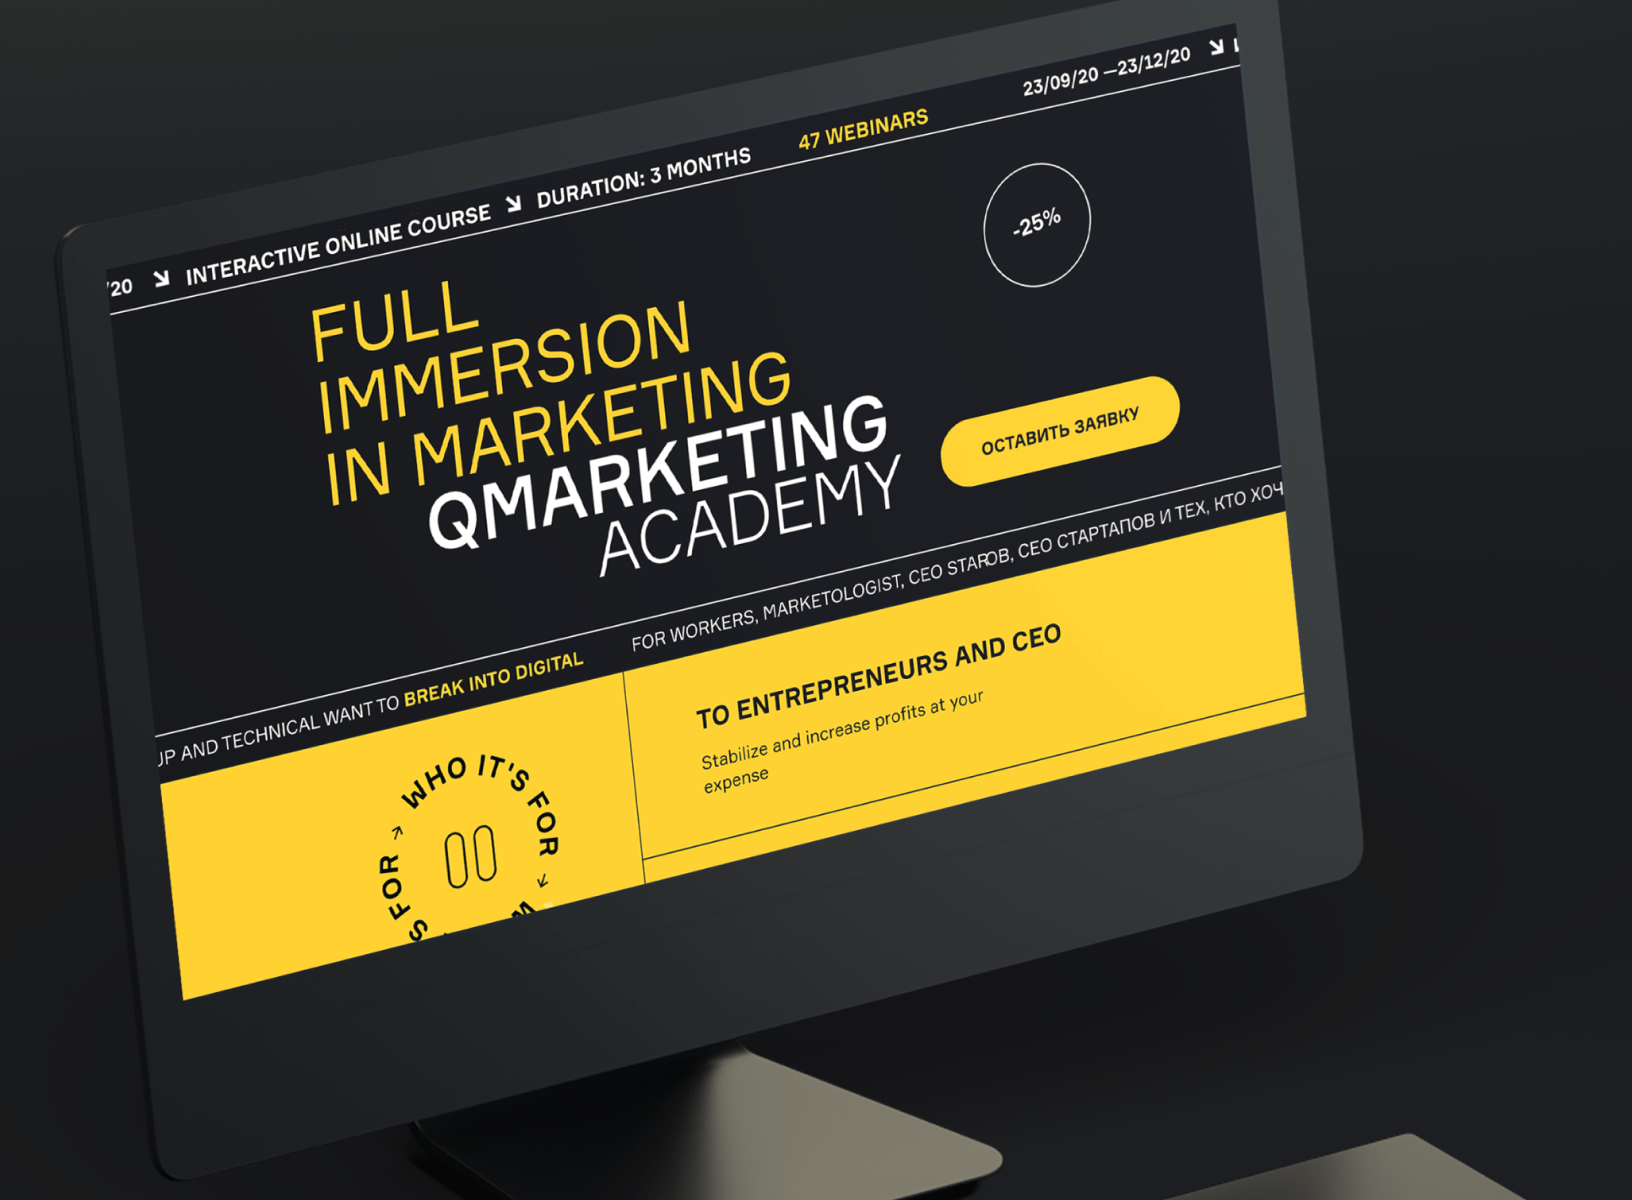 /20 ↘ INTERACTIVE ONLINE COURSE ↘ DURATION: 3 MONTHS 47 WEBINARS 23/09/20 —23/12/20 ↘
-25%
FULL
IMMERSION
IN MARKETING
QMARKETING
ACADEMY
ОСТАВИТЬ ЗАЯВКУ
UP AND TECHNICAL WANT TO BREAK INTO DIGITAL FOR WORKERS, MARKETOLOGIST, CEO STAROB, CEO СТАРТАПОВ И ТЕХ, КТО ХОЧ
WHO IT'S FOR → W
S FOR →
TO ENTREPRENEURS AND CEO
Stabilize and increase profits at your
expense